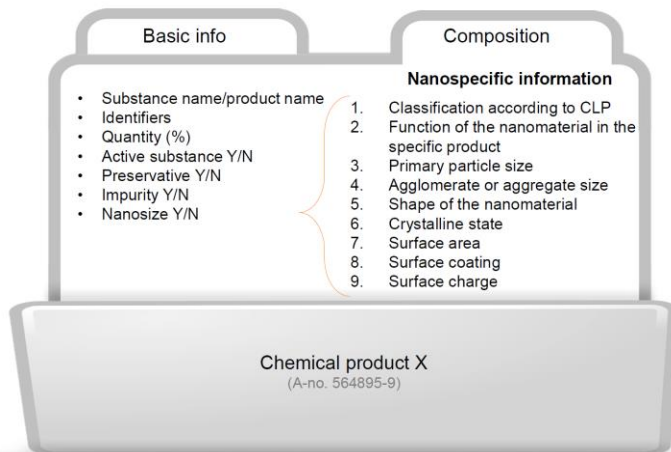 Basic info
Composition
• Substance name/product name
• Identifiers
• Quantity (%)
• Active substance Y/N
• Preservative Y/N
• Impurity Y/N
• Nanosize Y/N
Nanospecific information
1. Classification according to CLP
2. Function of the nanomaterial in the
specific product
3. Primary particle size
4. Agglomerate or aggregate size
5. Shape of the nanomaterial
6. Crystalline state
7. Surface area
8. Surface coating
9. Surface charge
Chemical product X
(A-no. 564895-9)